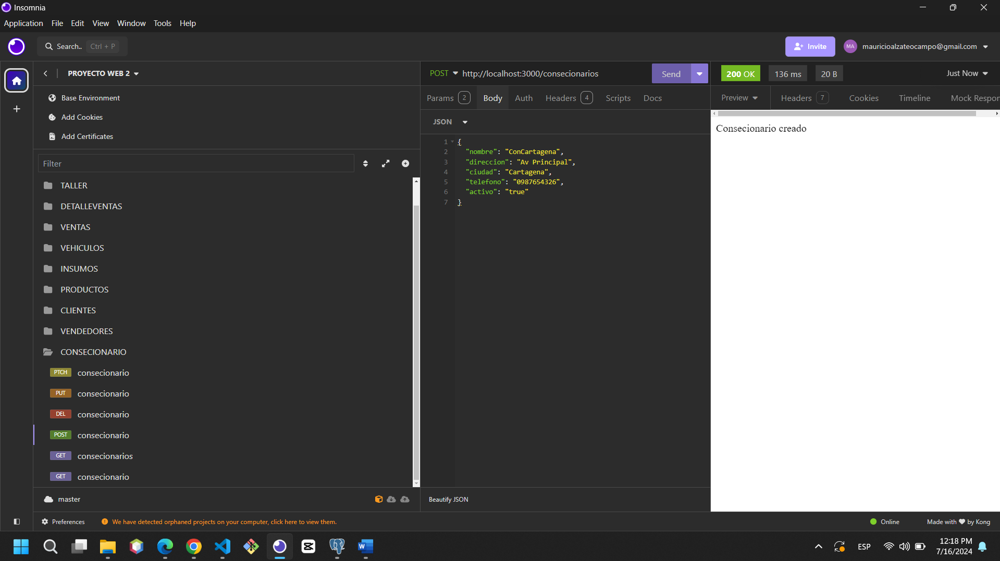 Insomnia
Application File Edit View Window Tools Help
Search.. Ctrl + P
Invite
MA mauricioalzateocampo@gmail.com
PROYECTO WEB 2
Base Environment
Add Cookies
Add Certificates
Filter
TALLER
DETALLEVENTAS
VENTAS
VEHICULOS
INSUMOS
PRODUCTOS
CLIENTES
VENDEDORES
CONSECIONARIO
PTCH consecionario
PUT consecionario
DEL consecionario
POST consecionario
GET consecionarios
GET consecionario
master
POST http://localhost:3000/consecionarios
Send
Params 2 Body Auth Headers 4 Scripts Docs
JSON
1 {
2 "nombre": "ConCartagena",
3 "direccion": "Av Principal",
4 "ciudad": "Cartagena",
5 "telefono": "0987654326",
6 "activo": "true"
7 }
Beautify JSON
200 OK 136 ms 20 B Just Now
Preview Headers 7 Cookies Timeline Mock Respor
Consecionario creado
Preferences We have detected orphaned projects on your computer, click here to view them.
Online Made with by Kong
ESP
12:18 PM
7/16/2024